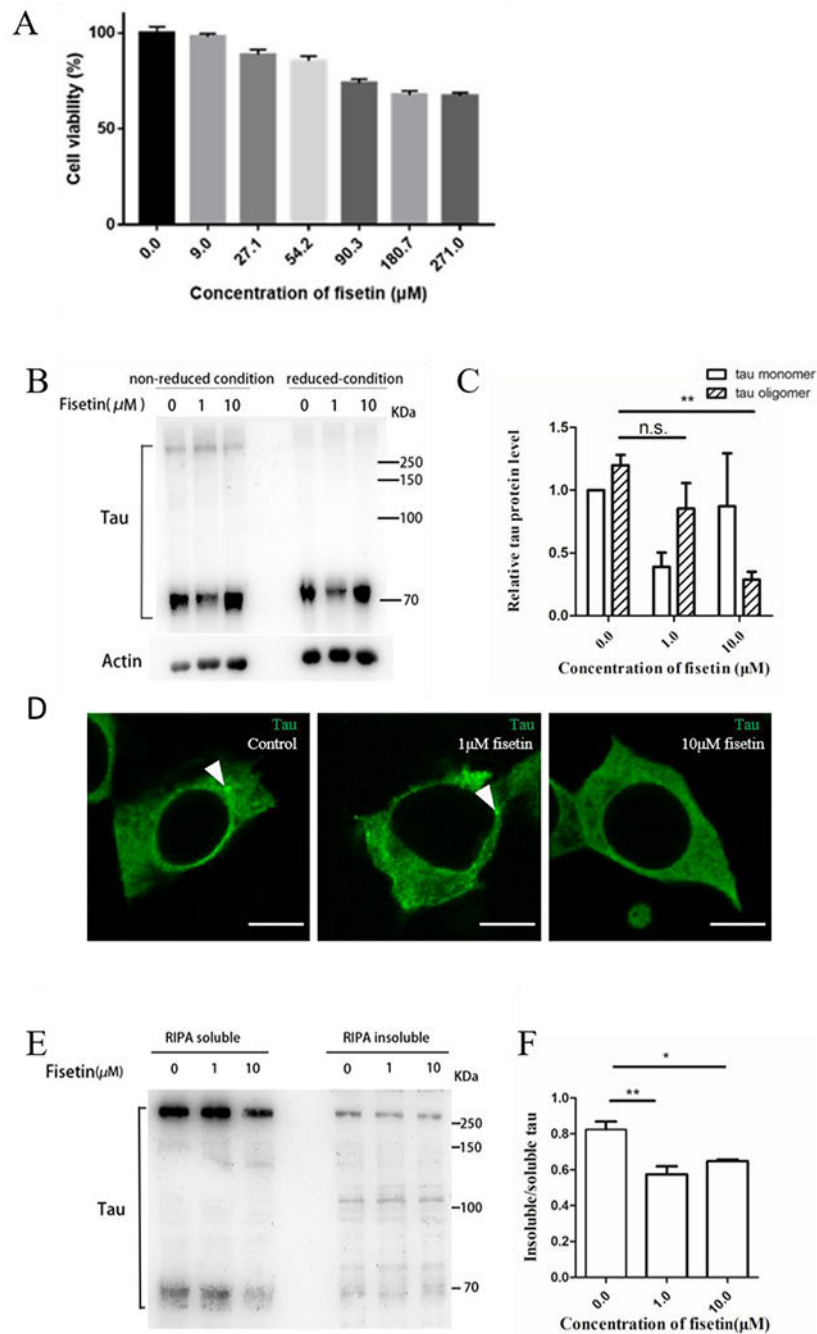 A
100
50
0
Cell viability (%)
0.0 9.0 27.1 54.2 90.3 180.7 271.0
Concentration of fisetin (μM)
B
non-reduced condition reduced-condition
Fisetin(μM) 0 1 10 0 1 10 KDa
250
150
100
70
Tau
Actin
C
tau monomer
tau oligomer
**
n.s.
1.5
1.0
0.5
0.0
Relative tau protein level
0.0 1.0 10.0
Concentration of fisetin (μM)
D
Tau
Control
Tau
1μM fisetin
Tau
10μM fisetin
E
RIPA soluble RIPA insoluble
Fisetin(μM) 0 1 10 0 1 10 KDa
250
150
100
70
Tau
F
*
**
1.0
0.8
0.6
0.4
0.2
0.0
Insoluble/soluble tau
0.0 1.0 10.0
Concentration of fisetin(μM)